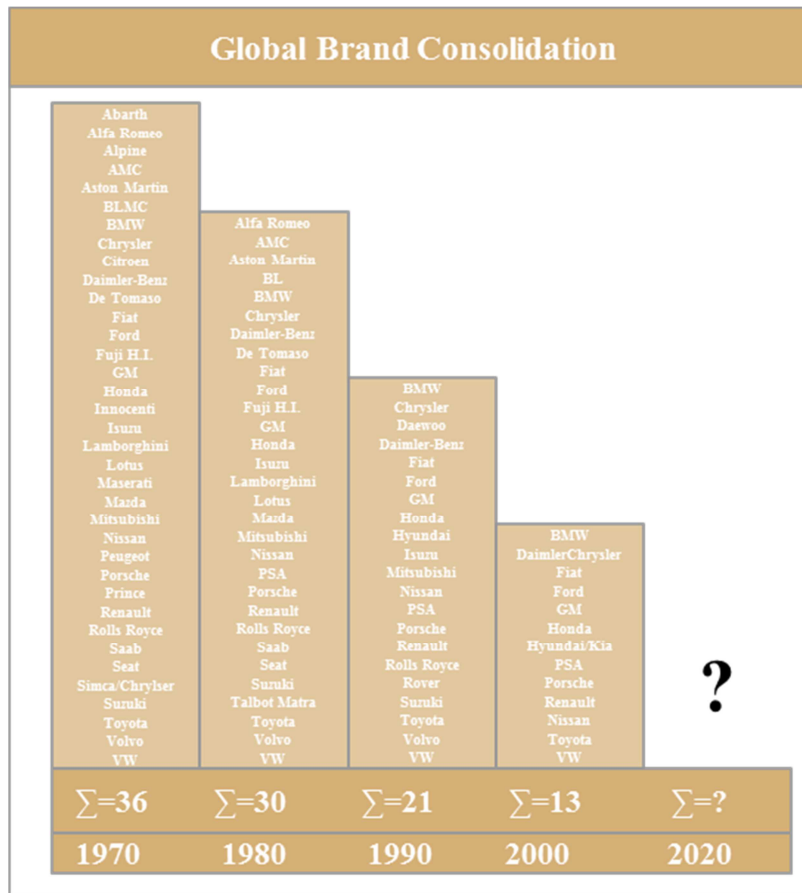 Global Brand Consolidation
Abarth
Alfa Romeo
Alpine
AMC
Aston Martin
BLMC
BMW
Chrysler
Citroen
Daimler-Benz
De Tomaso
Fiat
Ford
Fuji H.I.
GM
Honda
Innocenti
Isuzu
Lamborghini
Lotus
Maserati
Mazda
Mitsubishi
Nissan
Peugeot
Porsche
Prince
Renault
Rolls Royce
Saab
Seat
Simca/Chrylser
Suzuki
Toyota
Volvo
VW
Alfa Romeo
AMC
Aston Martin
BL
BMW
Chrysler
Daimler-Benz
De Tomaso
Fiat
Ford
Fuji H.I.
GM
Honda
Isuzu
Lamborghini
Lotus
Mazda
Mitsubishi
Nissan
PSA
Porsche
Renault
Rolls Royce
Saab
Seat
Suzuki
Talbot Matra
Toyota
Volvo
VW
BMW
Chrysler
Daewoo
Daimler-Benz
Fiat
Ford
GM
Honda
Hyundai
Isuzu
Mitsubishi
Nissan
PSA
Porsche
Renault
Rolls Royce
Rover
Suzuki
Toyota
Volvo
VW
BMW
DaimlerChrysler
Fiat
Ford
GM
Honda
Hyundai/Kia
PSA
Porsche
Renault
Nissan
Toyota
VW
?
∑=36 ∑=30 ∑=21 ∑=13 ∑=?
1970 1980 1990 2000 2020